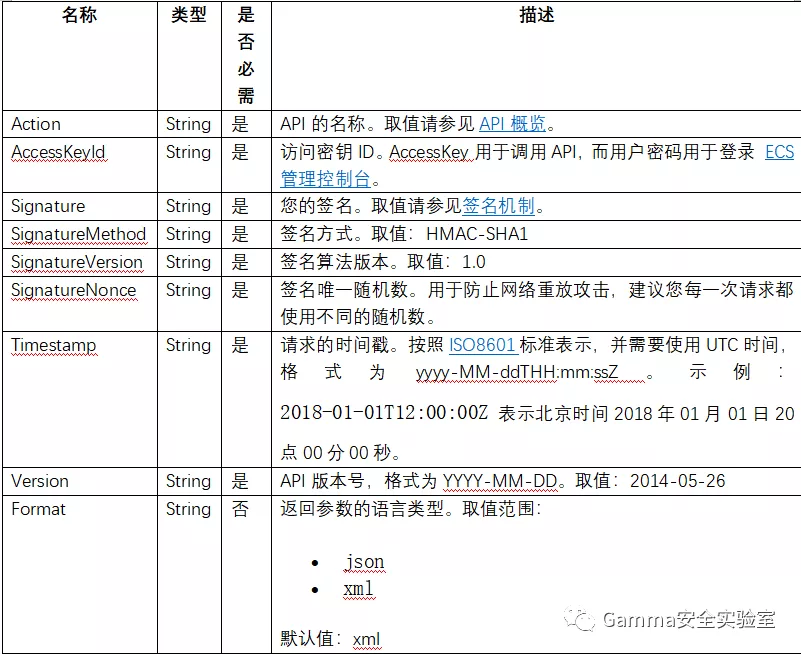 名称 类型 是否必需 描述
Action String 是 API 的名称。取值请参见 API 概览。
AccessKeyId String 是 访问密钥 ID。AccessKey 用于调用 API，而用户密码用于登录 ECS
管理控制台。
Signature String 是 您的签名。取值请参见签名机制。
SignatureMethod String 是 签名方式。取值：HMAC-SHA1
SignatureVersion String 是 签名算法版本。取值：1.0
SignatureNonce String 是 签名唯一随机数。用于防止网络重放攻击，建议您每一次请求都
使用不同的随机数。
Timestamp String 是 请求的时间戳。按照 ISO8601 标准表示，并需要使用 UTC 时间，
格式为 yyyy-MM-ddTHH:mm:ssZ 。示例：
2018-01-01T12:00:00Z 表示北京时间 2018 年 01 月 01 日 20
点 00 分 00 秒。
Version String 是 API 版本号，格式为 YYYY-MM-DD。取值：2014-05-26
Format String 否 返回参数的语言类型。取值范围：
• json
• xml
默认值：xml
Gamma安全实验室